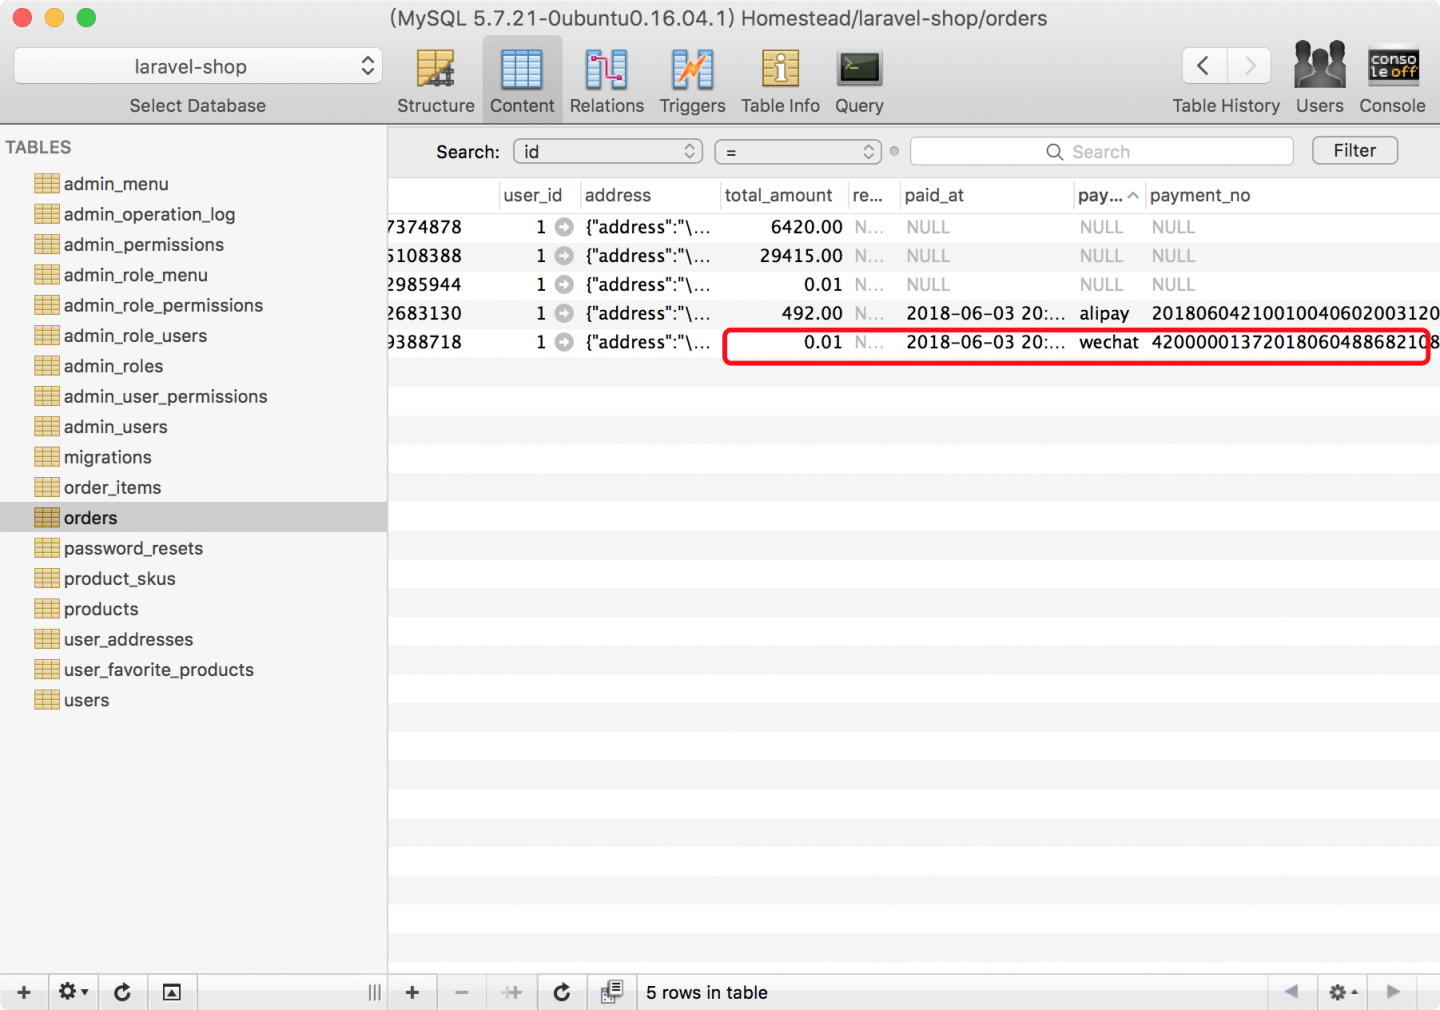 (MySQL 5.7.21-0ubuntu0.16.04.1) Homestead/laravel-shop/orders
laravel-shop
conso
le off
Select Database
Structure
Content
Relations
Triggers
Table Info
Query
Table History
Users
Console
TABLES
admin_menu
admin_operation_log
admin_permissions
admin_role_menu
admin_role_permissions
admin_role_users
admin_roles
admin_user_permissions
admin_users
migrations
order_items
orders
password_resets
product_skus
products
user_addresses
user_favorite_products
users
Search: id = Search Filter
user_id address total_amount re... paid_at pay... payment_no
7374878 1 {"address":"\... 6420.00 N... NULL NULL NULL
5108388 1 {"address":"\... 29415.00 N... NULL NULL NULL
2985944 1 {"address":"\... 0.01 N... NULL NULL NULL
2683130 1 {"address":"\... 492.00 N... 2018-06-03 20:... alipay 20180604210010040602003120
9388718 1 {"address":"\... 0.01 N... 2018-06-03 20:... wechat 42000001372018060488682108
5 rows in table